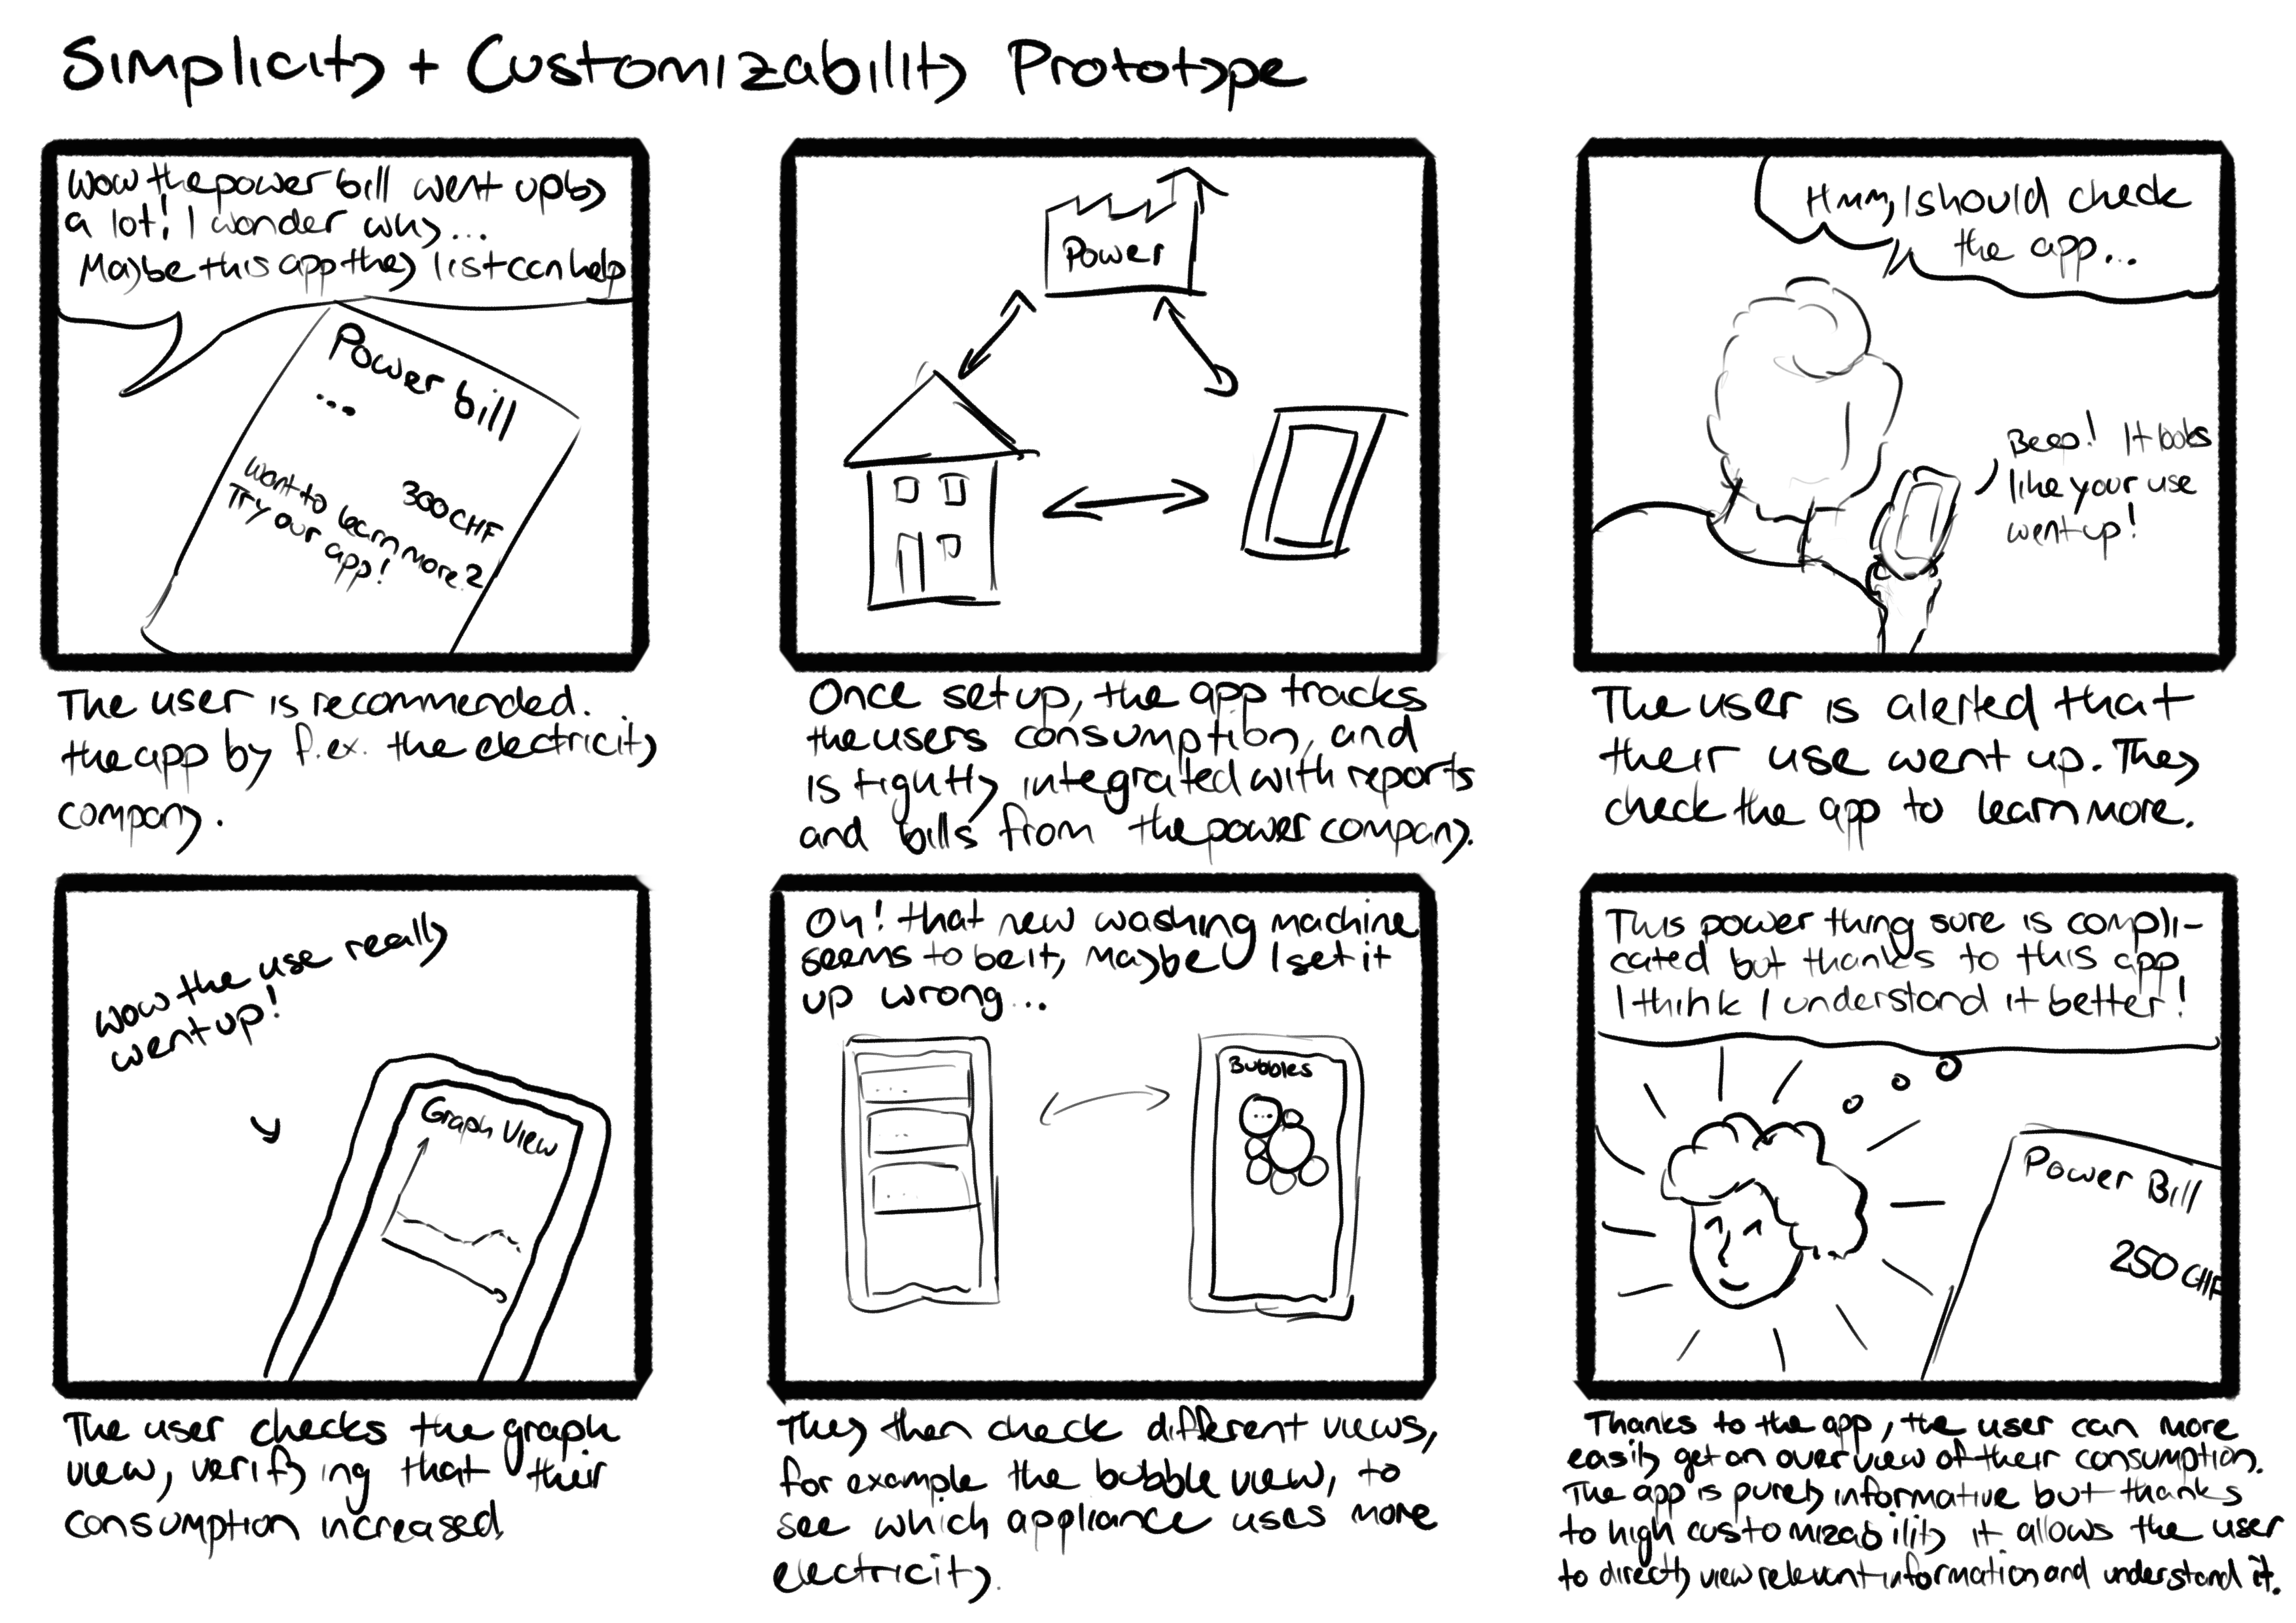 Simplicity + Customizability Prototype
Wow the power bill went up by
a lot! I wonder why...
Maybe this app they list can help
Power bill
...
300 CHF
Want to learn more?
Try our
app!
The user is recommended.
the app by f.ex. the electricity
company.
Power
Once set up, the app tracks
the users consumption, and
is tightly integrated with reports
and bills from the power company.
Hmm, I should check
the app...
Beep! It looks
like your use
went up!
The user is alerted that
their use went up. They
check the app to learn more.
Wow the use really
went up!
Graph View
The user checks the graph
view, verifying that their
consumption increased.
Oh! that new washing machine
seems to be it, maybe I set it
up wrong...
...
..
...
Bubbles
...
They then check different views,
for example the bubble view, to
see which appliance uses more
electricity.
This power thing sure is compli-
cated but thanks to this app
I think I understand it better!
Power Bill
250 CHF
Thanks to the app, the user can more
easily get an overview of their consumption.
The app is purely informative but thanks
to high customizability it allows the user
to directly view relevant information and understand it.